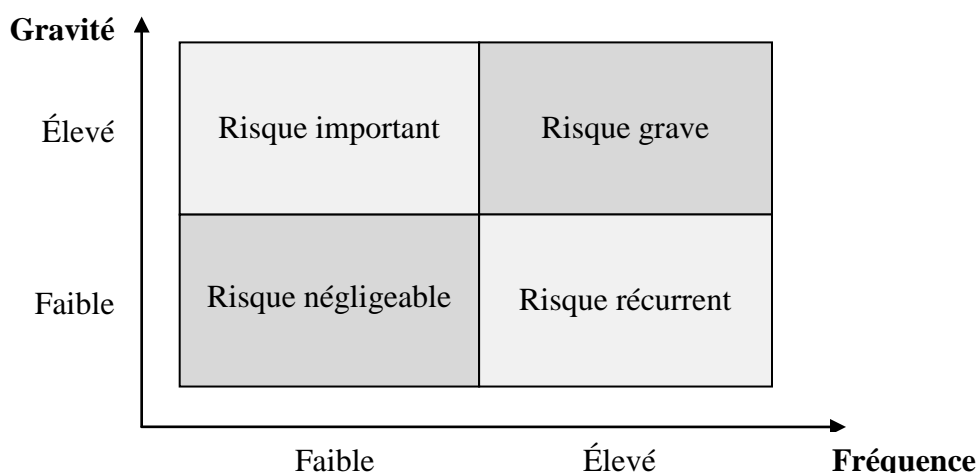 Gravité
Élevé
Risque important
Risque grave
Faible
Risque négligeable
Risque récurrent
Faible
Élevé
Fréquence